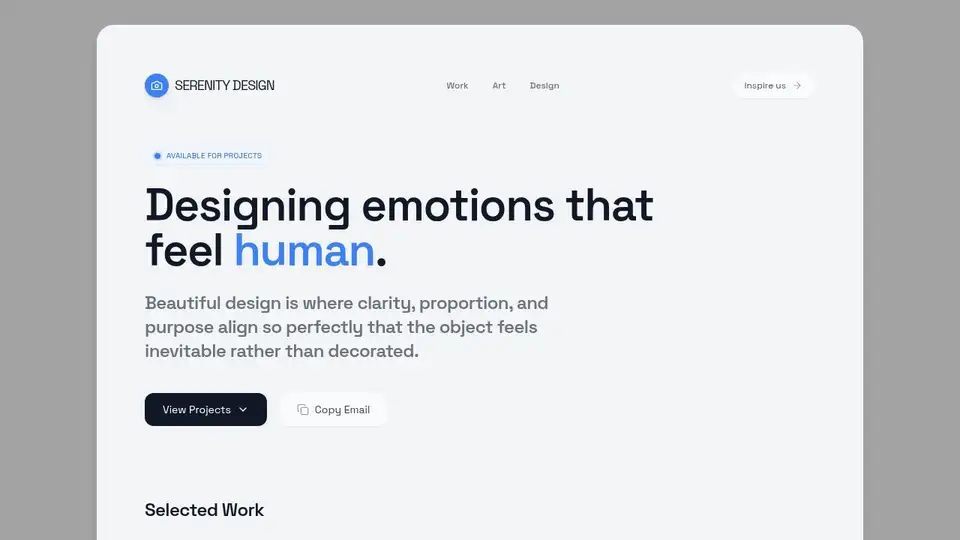 SERENITY DESIGN
Work
Art
Design
Inspire us
AVAILABLE FOR PROJECTS
Designing emotions that
feel human.
Beautiful design is where clarity, proportion, and
purpose align so perfectly that the object feels
inevitable rather than decorated.
View Projects
Copy Email
Selected Work